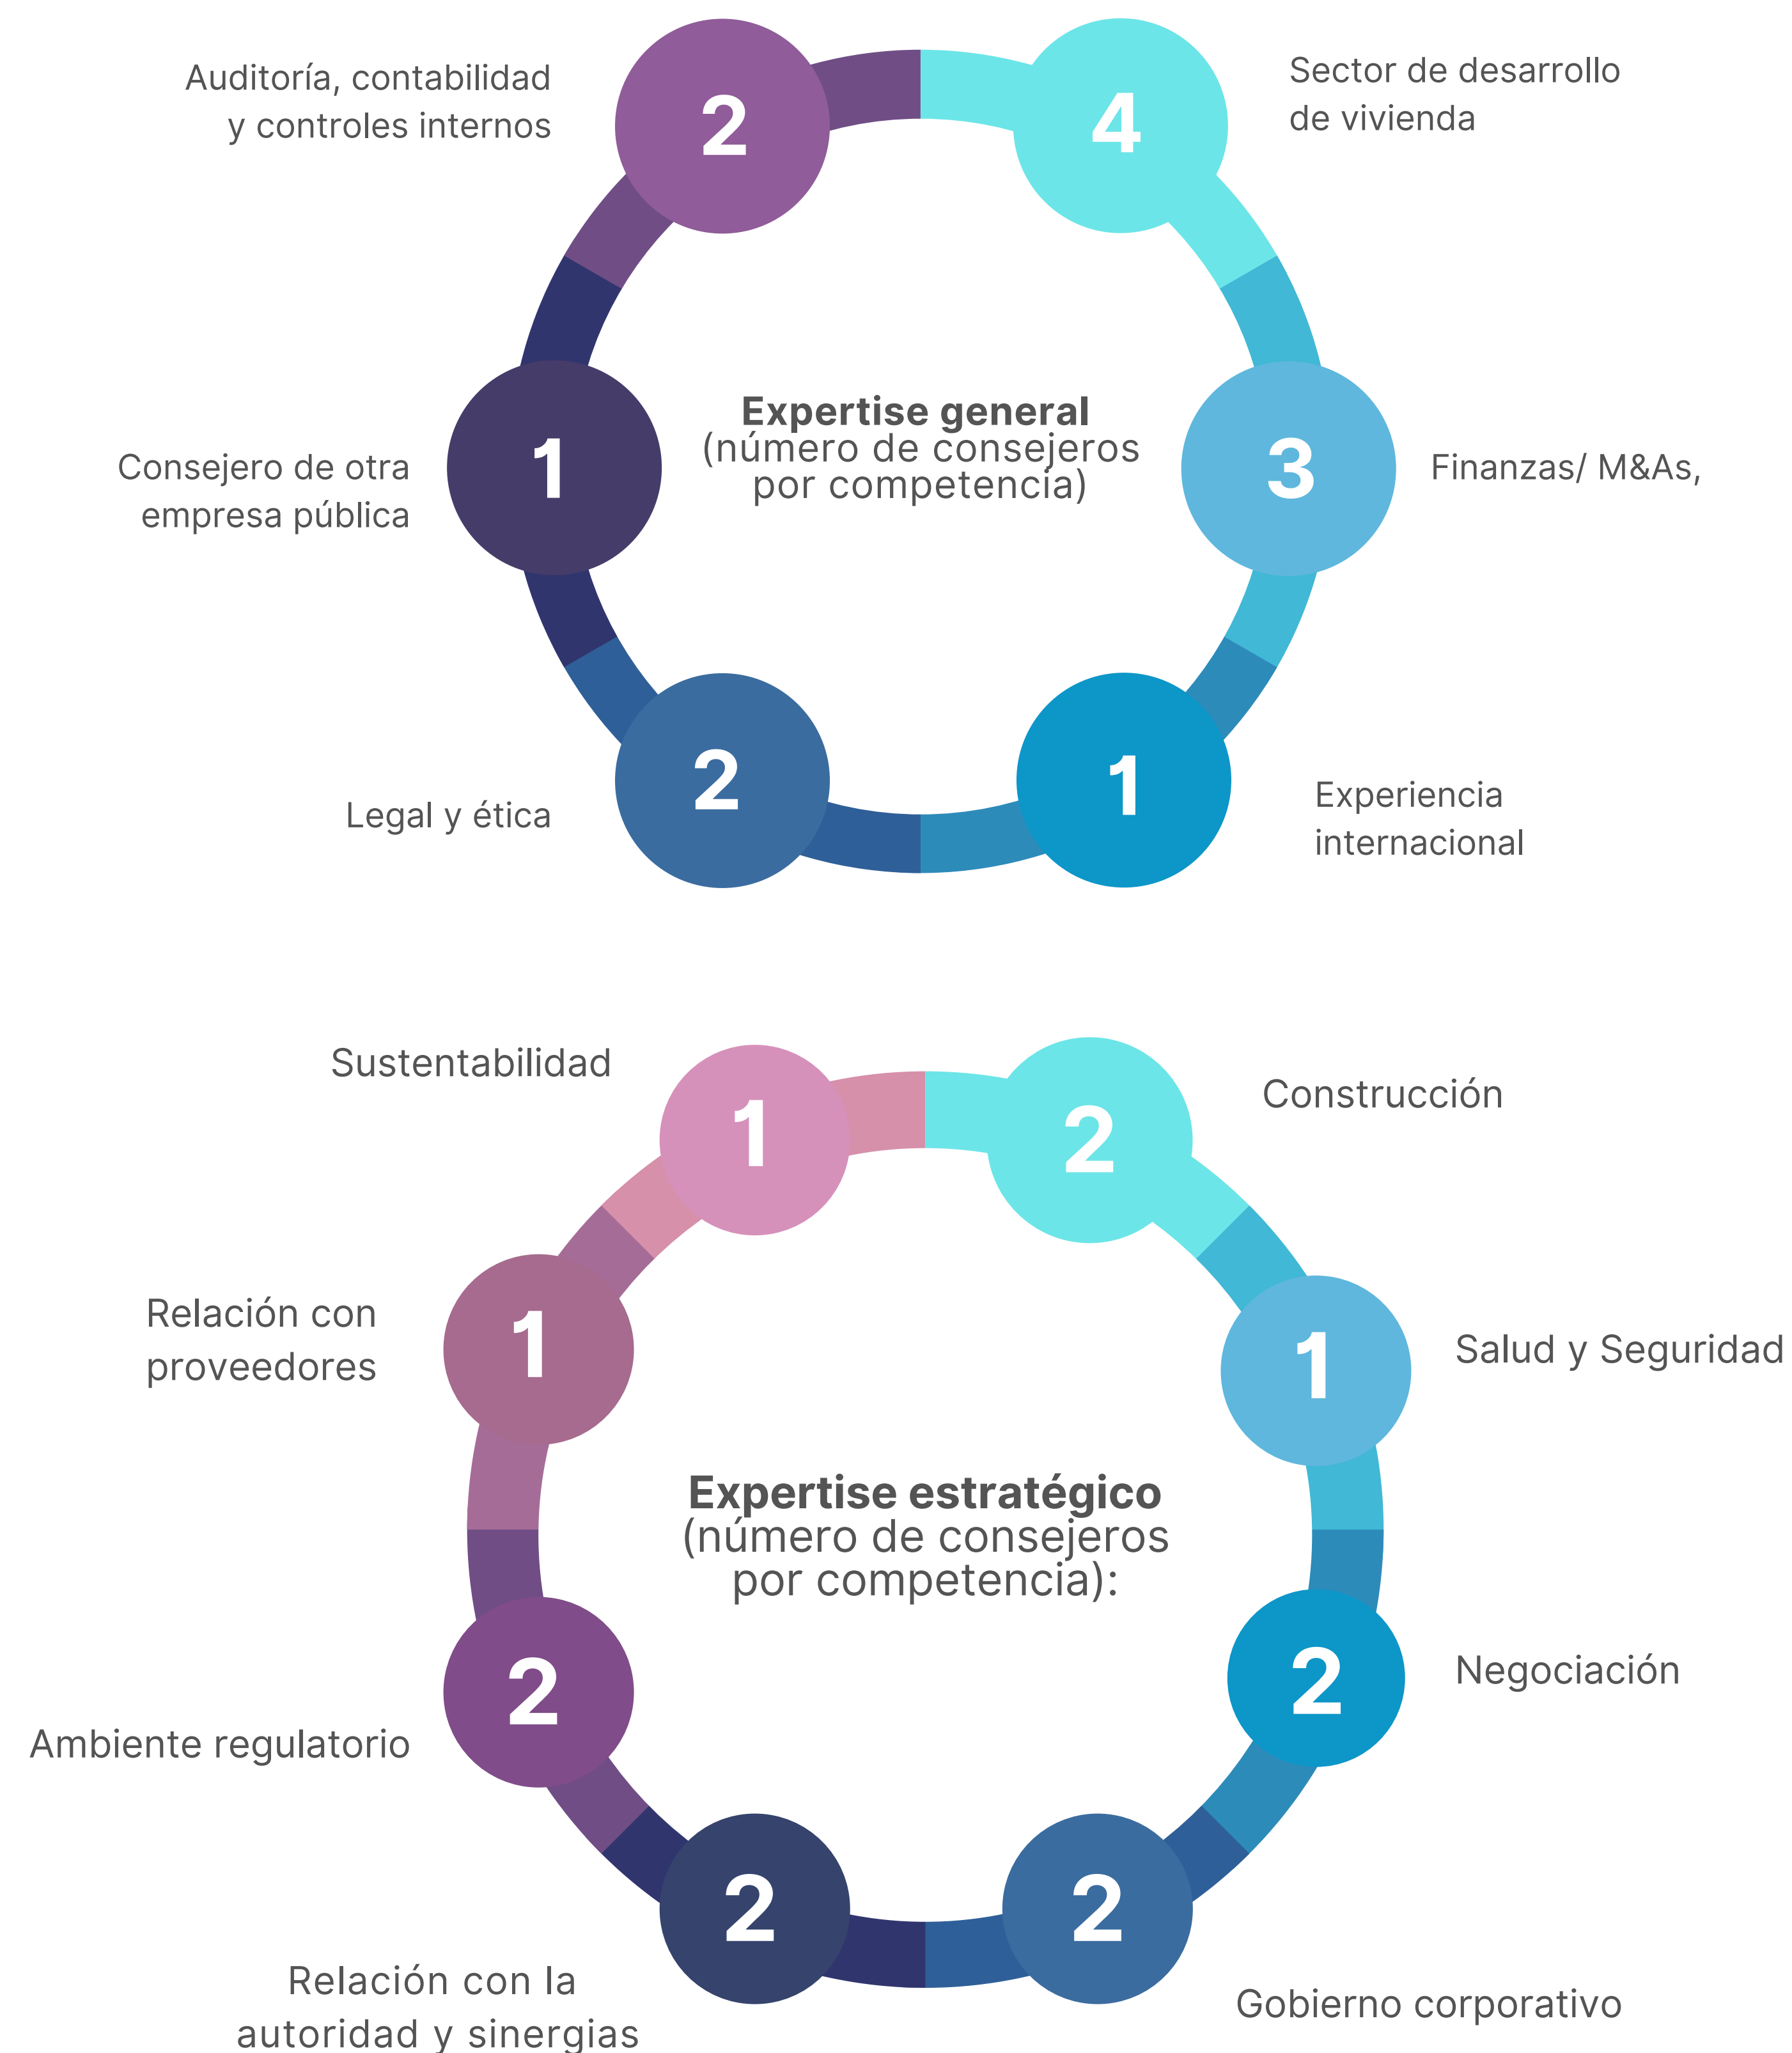 Auditoría, contabilidad
y controles internos
2
4
Sector de desarrollo
de vivienda
Consejero de otra
empresa pública
1
Expertise general
(número de consejeros
por competencia)
3
Finanzas/ M&As,
Legal y ética
2
1
Experiencia
internacional
Sustentabilidad
1
2
Construcción
Relación con
proveedores
1
1
Salud y Seguridad
Expertise estratégico
(número de consejeros
por competencia):
Ambiente regulatorio
2
2
Negociación
Relación con la
autoridad y sinergias
2
2
Gobierno corporativo